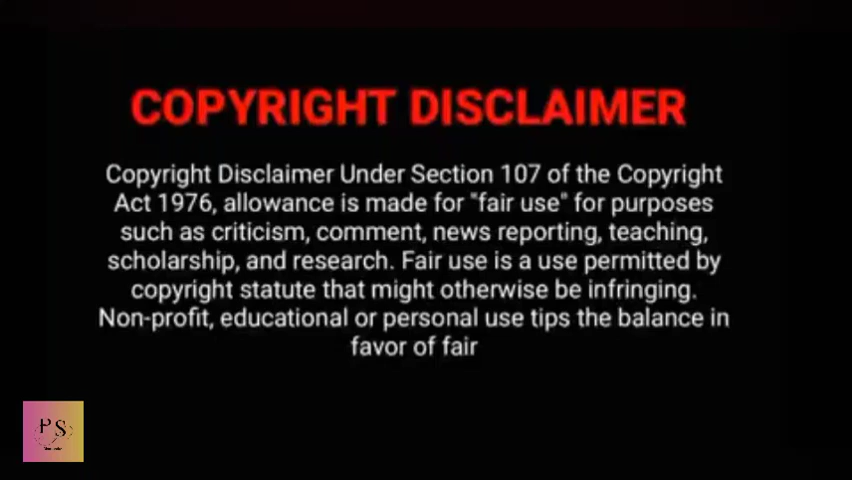 COPYRIGHT DISCLAIMER
Copyright Disclaimer Under Section 107 of the Copyright
Act 1976, allowance is made for "fair use" for purposes
such as criticism, comment, news reporting, teaching,
scholarship, and research. Fair use is a use permitted by
copyright statute that might otherwise be infringing.
Non-profit, educational or personal use tips the balance in
favor of fair
PS